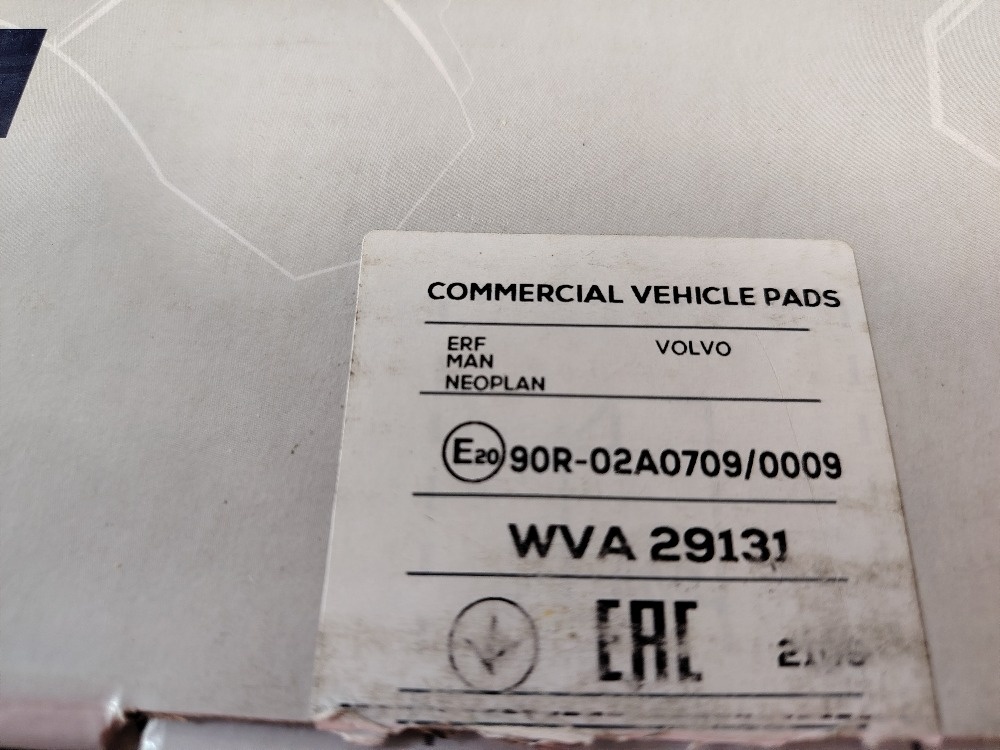 COMMERCIAL VEHICLE PADS
ERF
VOLVO
MAN
NEOPLAN
E20 90R-02A0709/0009
WVA 29131
EAC